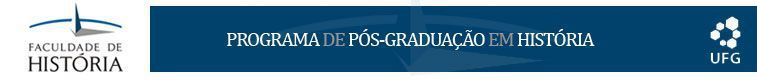 FACULDADE DE
HISTÓRIA
PROGRAMA DE PÓS-GRADUAÇÃO EM HISTÓRIA
UFG